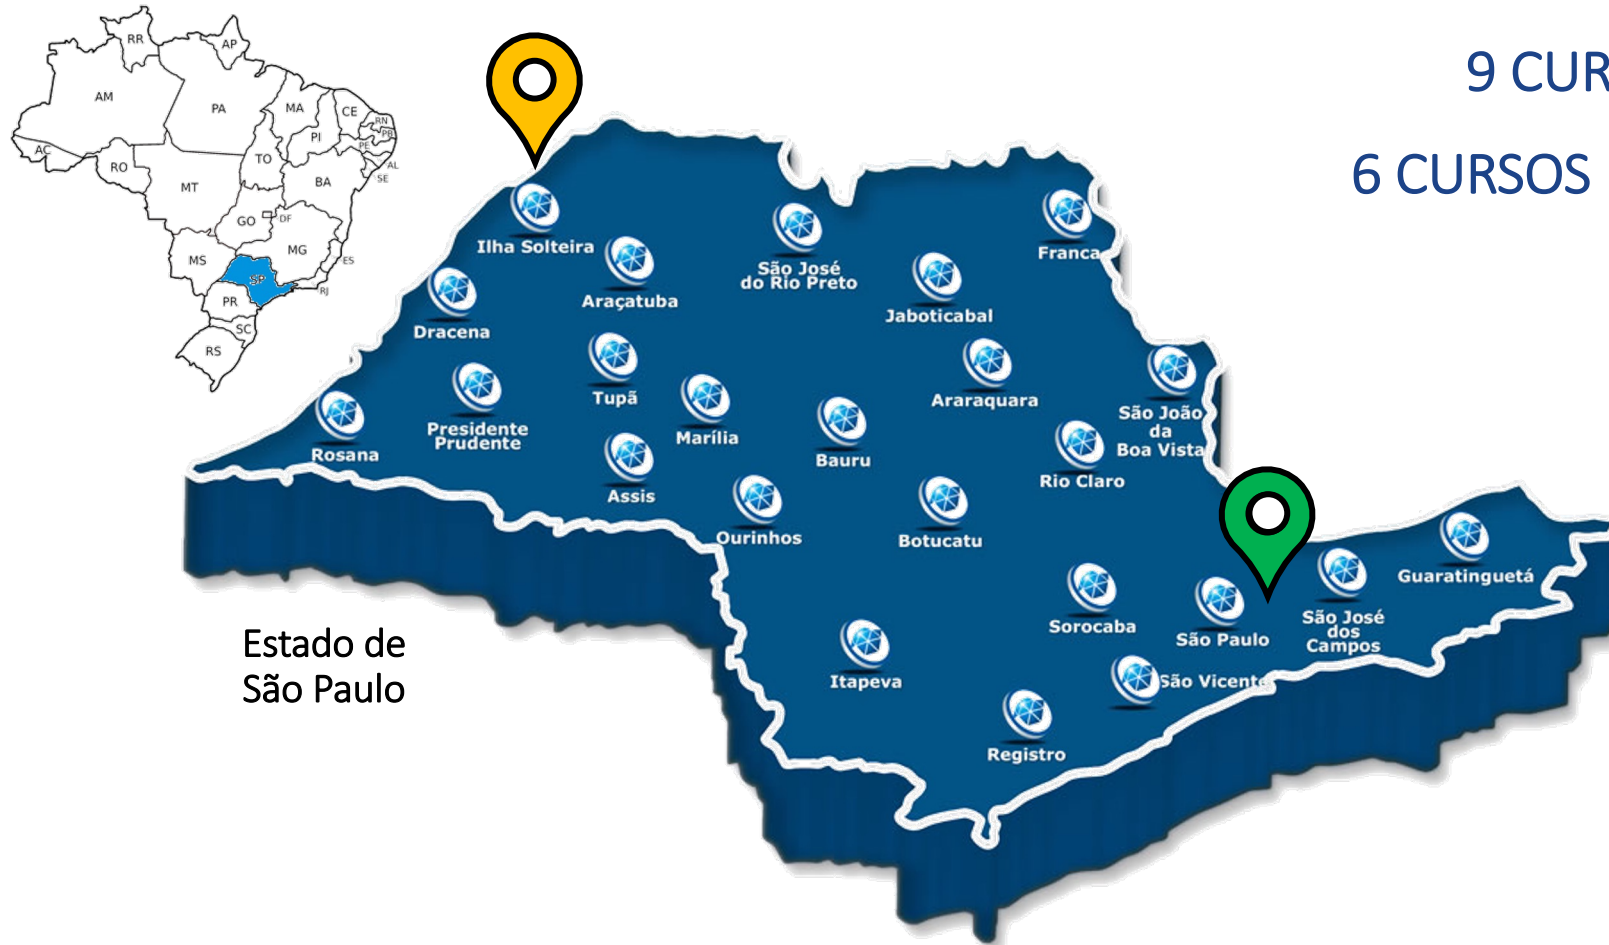 RR
AP
AM
PA
MA
CE
RN
PB
PI
PE
AC
AL
TO
RO
SE
BA
MT
GO
DF
MG
MS
ES
SP
RJ
PR
SC
RS
9 CUR
6 CURSOS
Ilha Solteira
Araçatuba
São José
do Rio Preto
Franca
Jaboticabal
Dracena
Tupã
Araraquara
São João
da
Boa Vista
Presidente
Prudente
Marília
Rosana
Bauru
Rio Claro
Assis
Ourinhos
Botucatu
Guaratinguetá
Sorocaba
São Paulo
São José
dos
Campos
Itapeva
São Vicente
Registro
Estado de
São Paulo